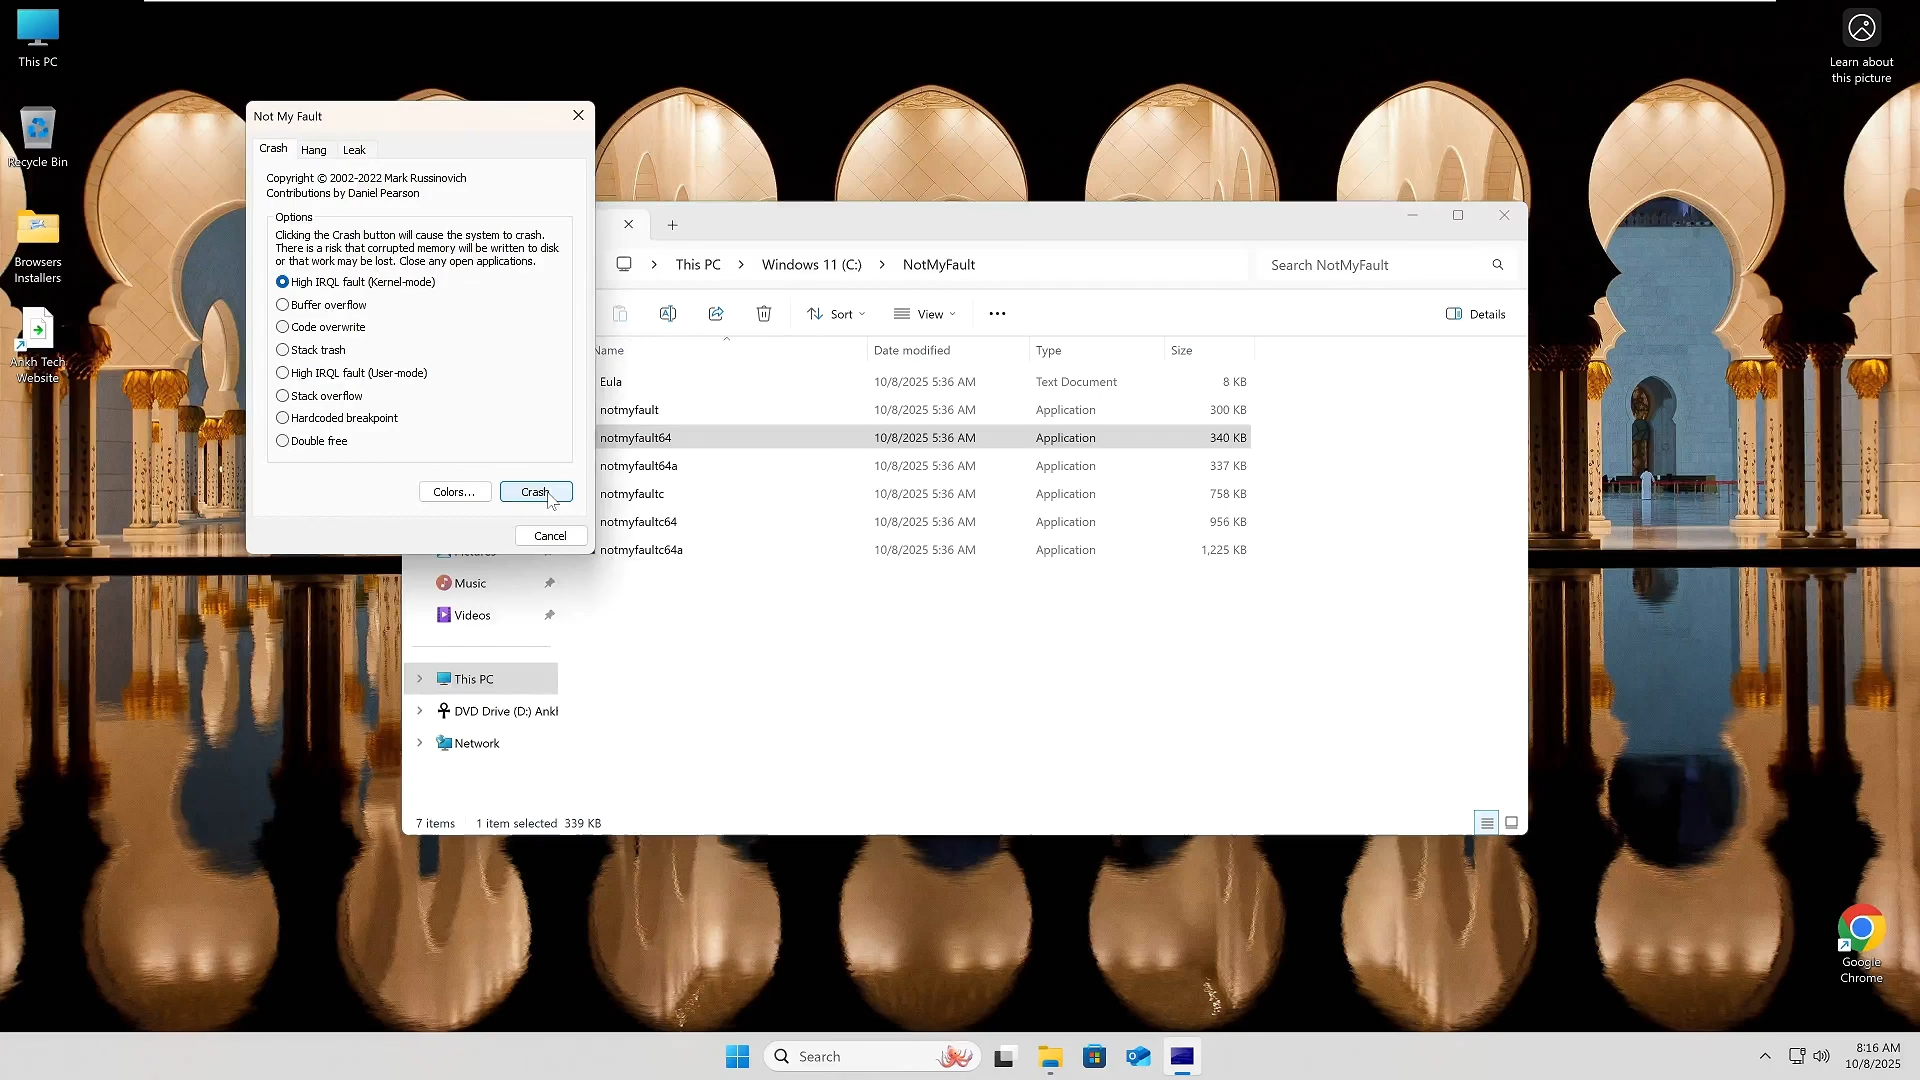 This PC
Recycle Bin
Browsers
Installers
Ankh Tech
Website
Learn about
this picture
Google
Chrome
Not My Fault
Crash
Hang
Leak
Copyright © 2002-2022 Mark Russinovich
Contributions by Daniel Pearson
Options
Clicking the Crash button will cause the system to crash.
There is a risk that corrupted memory will be written to disk
or that work may be lost. Close any open applications.
High IRQL fault (Kernel-mode)
Buffer overflow
Code overwrite
Stack trash
High IRQL fault (User-mode)
Stack overflow
Hardcoded breakpoint
Double free
Colors...
Crash
Cancel
This PC
Windows 11 (C:)
NotMyFault
Search NotMyFault
Sort
View
Details
Name Date modified Type Size
Eula 10/8/2025 5:36 AM Text Document 8 KB
notmyfault 10/8/2025 5:36 AM Application 300 KB
notmyfault64 10/8/2025 5:36 AM Application 340 KB
notmyfault64a 10/8/2025 5:36 AM Application 337 KB
notmyfaultc 10/8/2025 5:36 AM Application 758 KB
notmyfaultc64 10/8/2025 5:36 AM Application 956 KB
notmyfaultc64a 10/8/2025 5:36 AM Application 1,225 KB
Pictures
Music
Videos
This PC
DVD Drive (D:) Ankh
Network
7 items 1 item selected 339 KB
Search
8:16 AM
10/8/2025